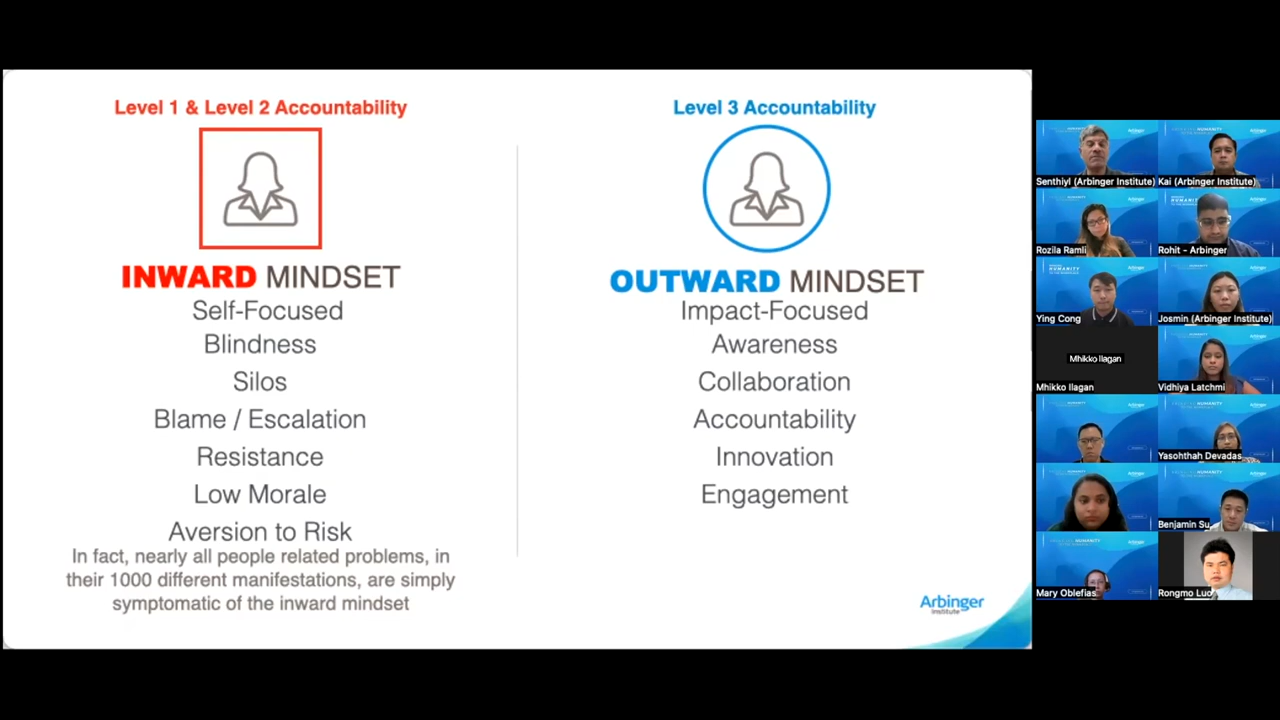 Level 1 & Level 2 Accountability
INWARD MINDSET
Self-Focused
Blindness
Silos
Blame / Escalation
Resistance
Low Morale
Aversion to Risk
In fact, nearly all people related problems, in
their 1000 different manifestations, are simply
symptomatic of the inward mindset
Level 3 Accountability
OUTWARD MINDSET
Impact-Focused
Awareness
Collaboration
Accountability
Innovation
Engagement
Arbinger
Institute
Senthiyl (Arbinger Institute)
Kai (Arbinger Institute)
Rozila Ramli
Rohit - Arbinger
Ying Cong
Josmin (Arbinger Institute)
Mhikko Ilagan
Mhikko Ilagan
Vidhiya Latchmi
Yasohthah Devadas
Benjamin Su
Mary Oblefias
Rongmo Luo